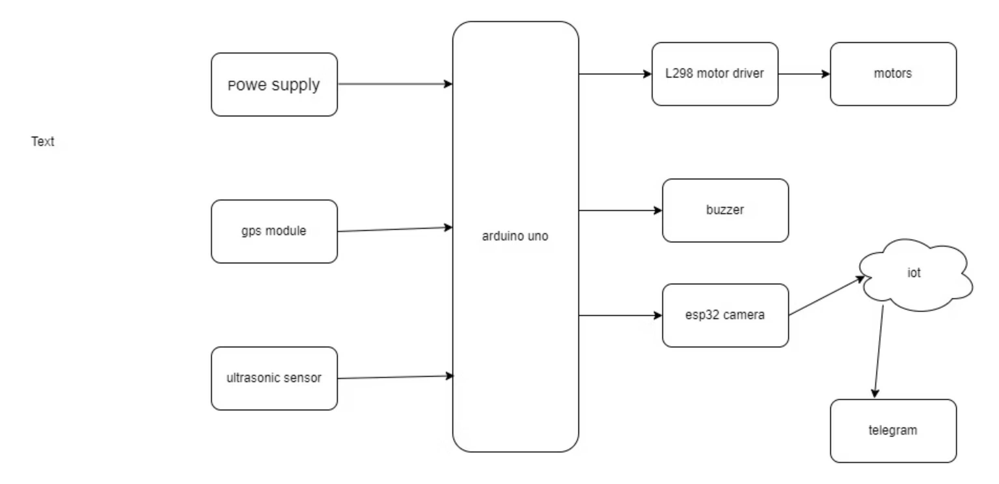 Powe supply
L298 motor driver
motors
Text
gps module
arduino uno
buzzer
iot
esp32 camera
ultrasonic sensor
telegram